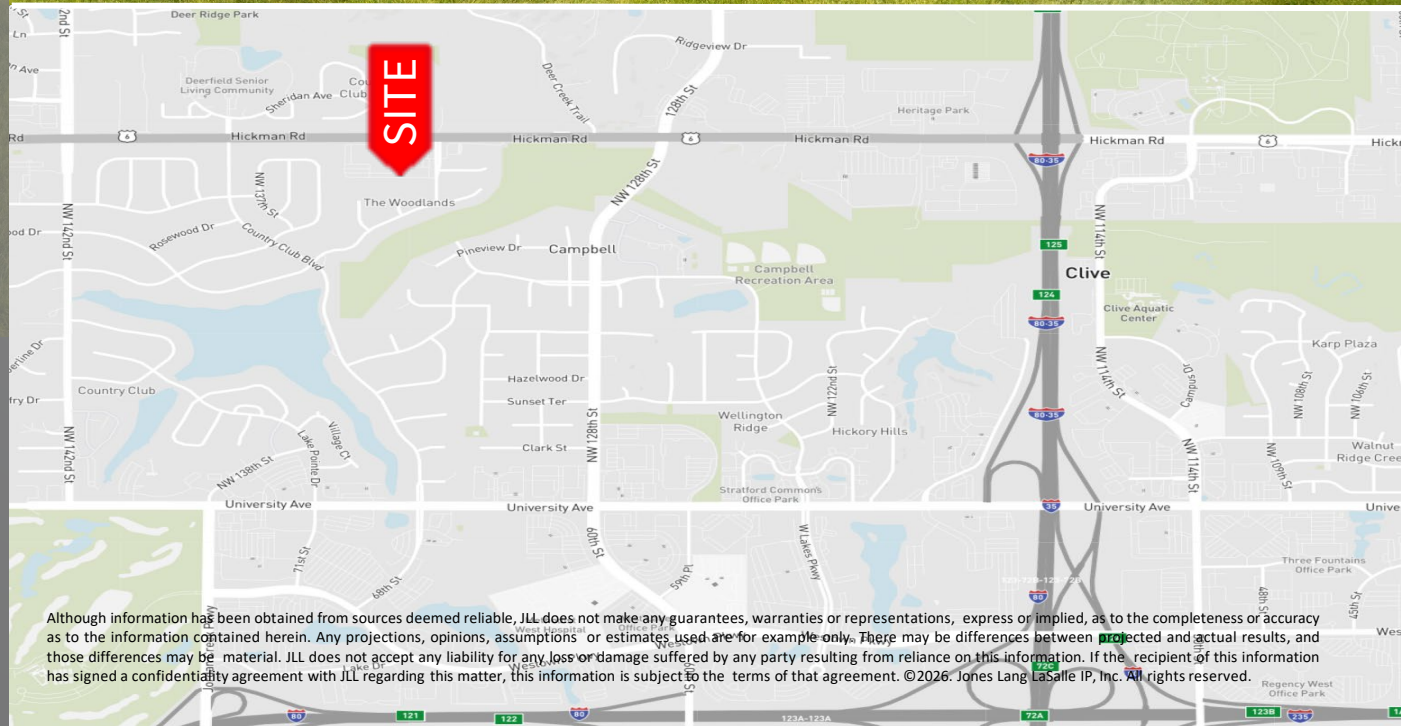 2nd St
Deer Ridge Park
Ridgeview Dr
Deerfield Senior
Living Community
Sheridan Ave
Club
SITE
Deer Creek Trail
128th St
Heritage Park
Rd
6
Hickman Rd
Hickman Rd
6
Hickman Rd
Hickman Rd
6
80-35
NW 137th St
The Woodlands
NW 128th St
NW 142nd St
Rosewood Dr
Country Club Blvd
Pineview Dr
Campbell
NW 114th St
125
Campbell
Recreation Area
Clive
124
80-35
Clive Aquatic
Center
Karp Plaza
Country Club
Hazelwood Dr
Sunset Ter
NW 122nd St
NW 114th St
Campus Dr
NW 108th St
NW 106th St
80-35
Wellington
Ridge
Hickory Hills
NW 142nd St
Lake Pointe Dr
Village Ct
NW 138th St
Clark St
NW 128th St
NW 114th St
NW 109th St
Walnut
Stratford Common's
Office Park
University Ave
University Ave
35
University Ave
71st St
68th St
60th St
59th Pl
W Lakes Pkwy
Three Fountains
Office Park
80
48th St
45th St
Although information has been obtained from sources deemed reliable, JLL does not make any guarantees, warranties or representations, express or implied, as to the completeness or accuracy
as to the information contained herein. Any projections, opinions, assumptions or estimates used are for example only. There may be differences between projected and actual results, and
those differences may be material. JLL does not accept any liability for any loss or damage suffered by any party resulting from reliance on this information. If the recipient of this information
has signed a confidentiality agreement with JLL regarding this matter, this information is subject to the terms of that agreement. ©2026. Jones Lang LaSalle IP, Inc. All rights reserved.
West Hospital
Office Park
Lake Dr
72C
Regency West
Office Park
80
121
122
80
123A-123A
72A
123B
235